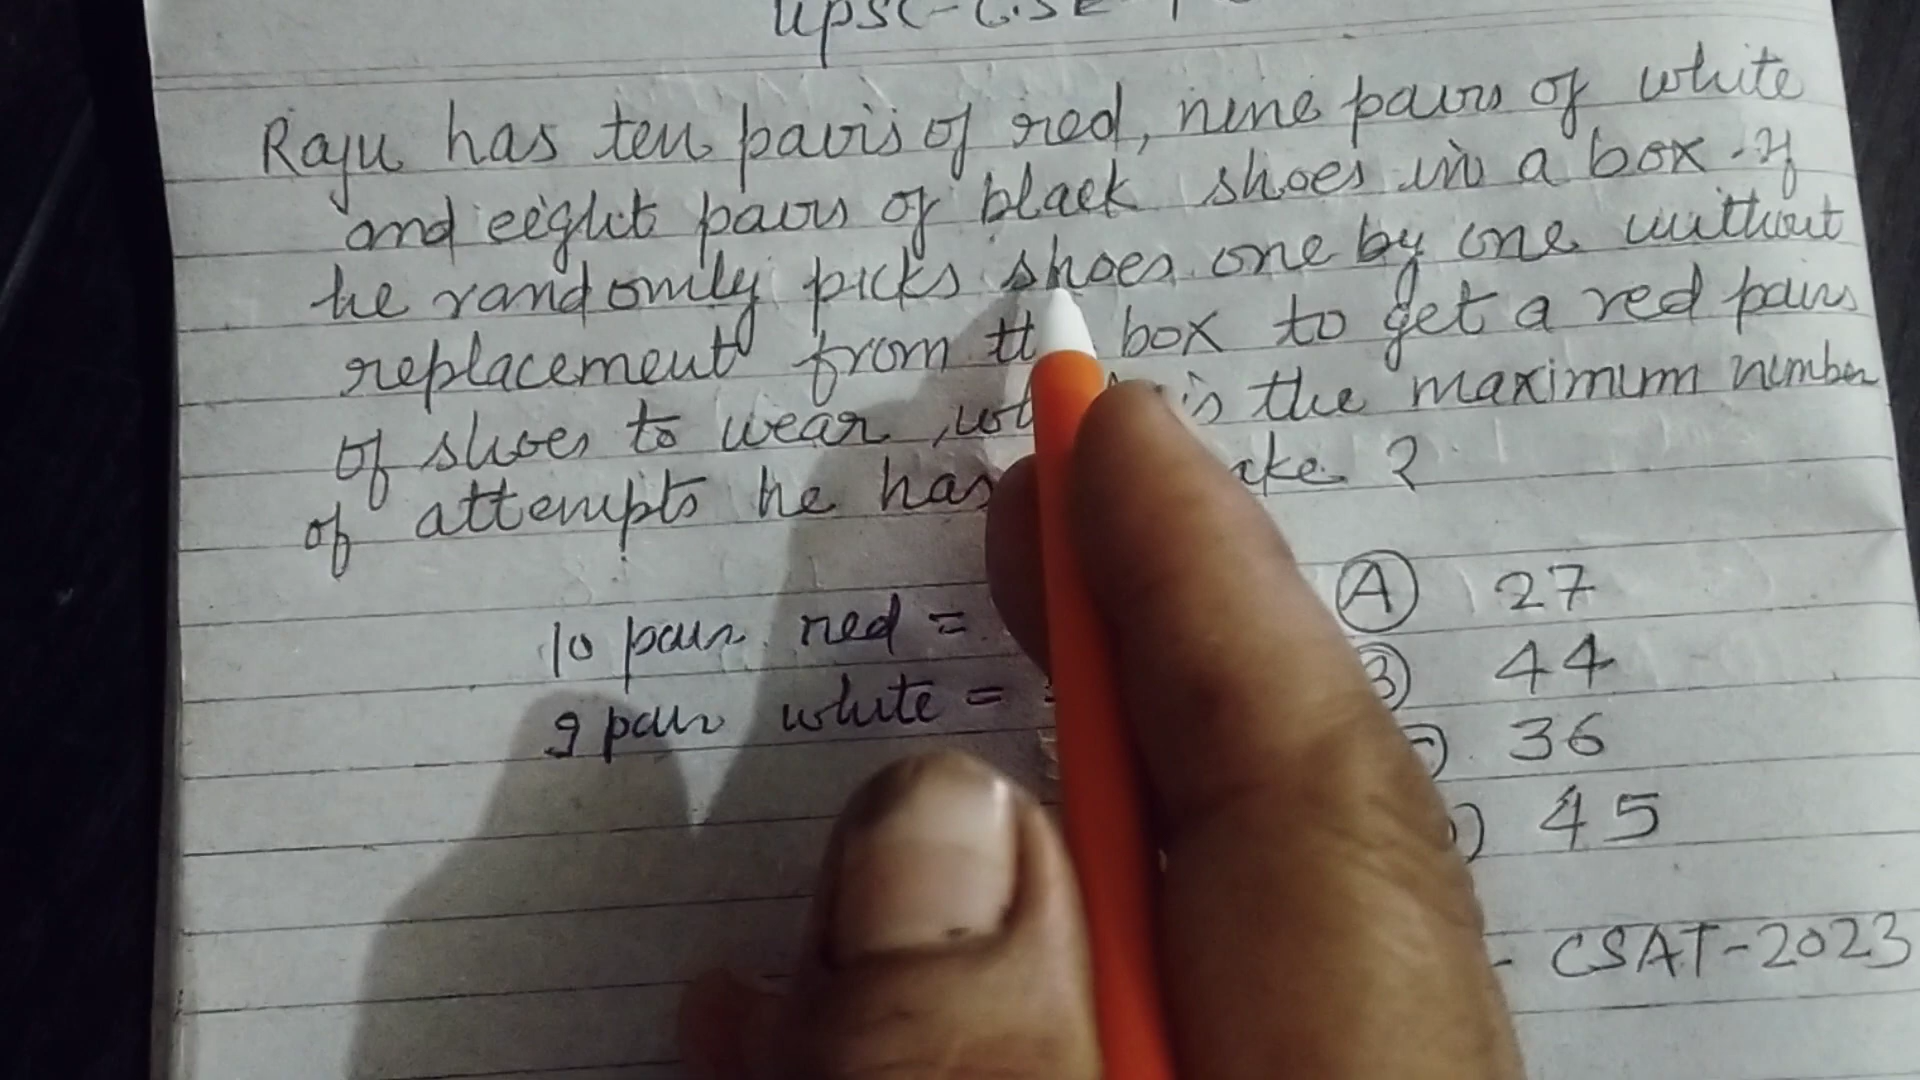 upsc-CSE
Raju has ten pairs of red, nine pairs of white
and eight pairs of black shoes in a box. If
he randomly picks shoes one by one without
replacement from box to get a red pairs
of shoes to wear, is the maximum number
of attempts he has ?
10 pair red =
9 pair white =
(A) 27
44
36
45
- CSAT-2023